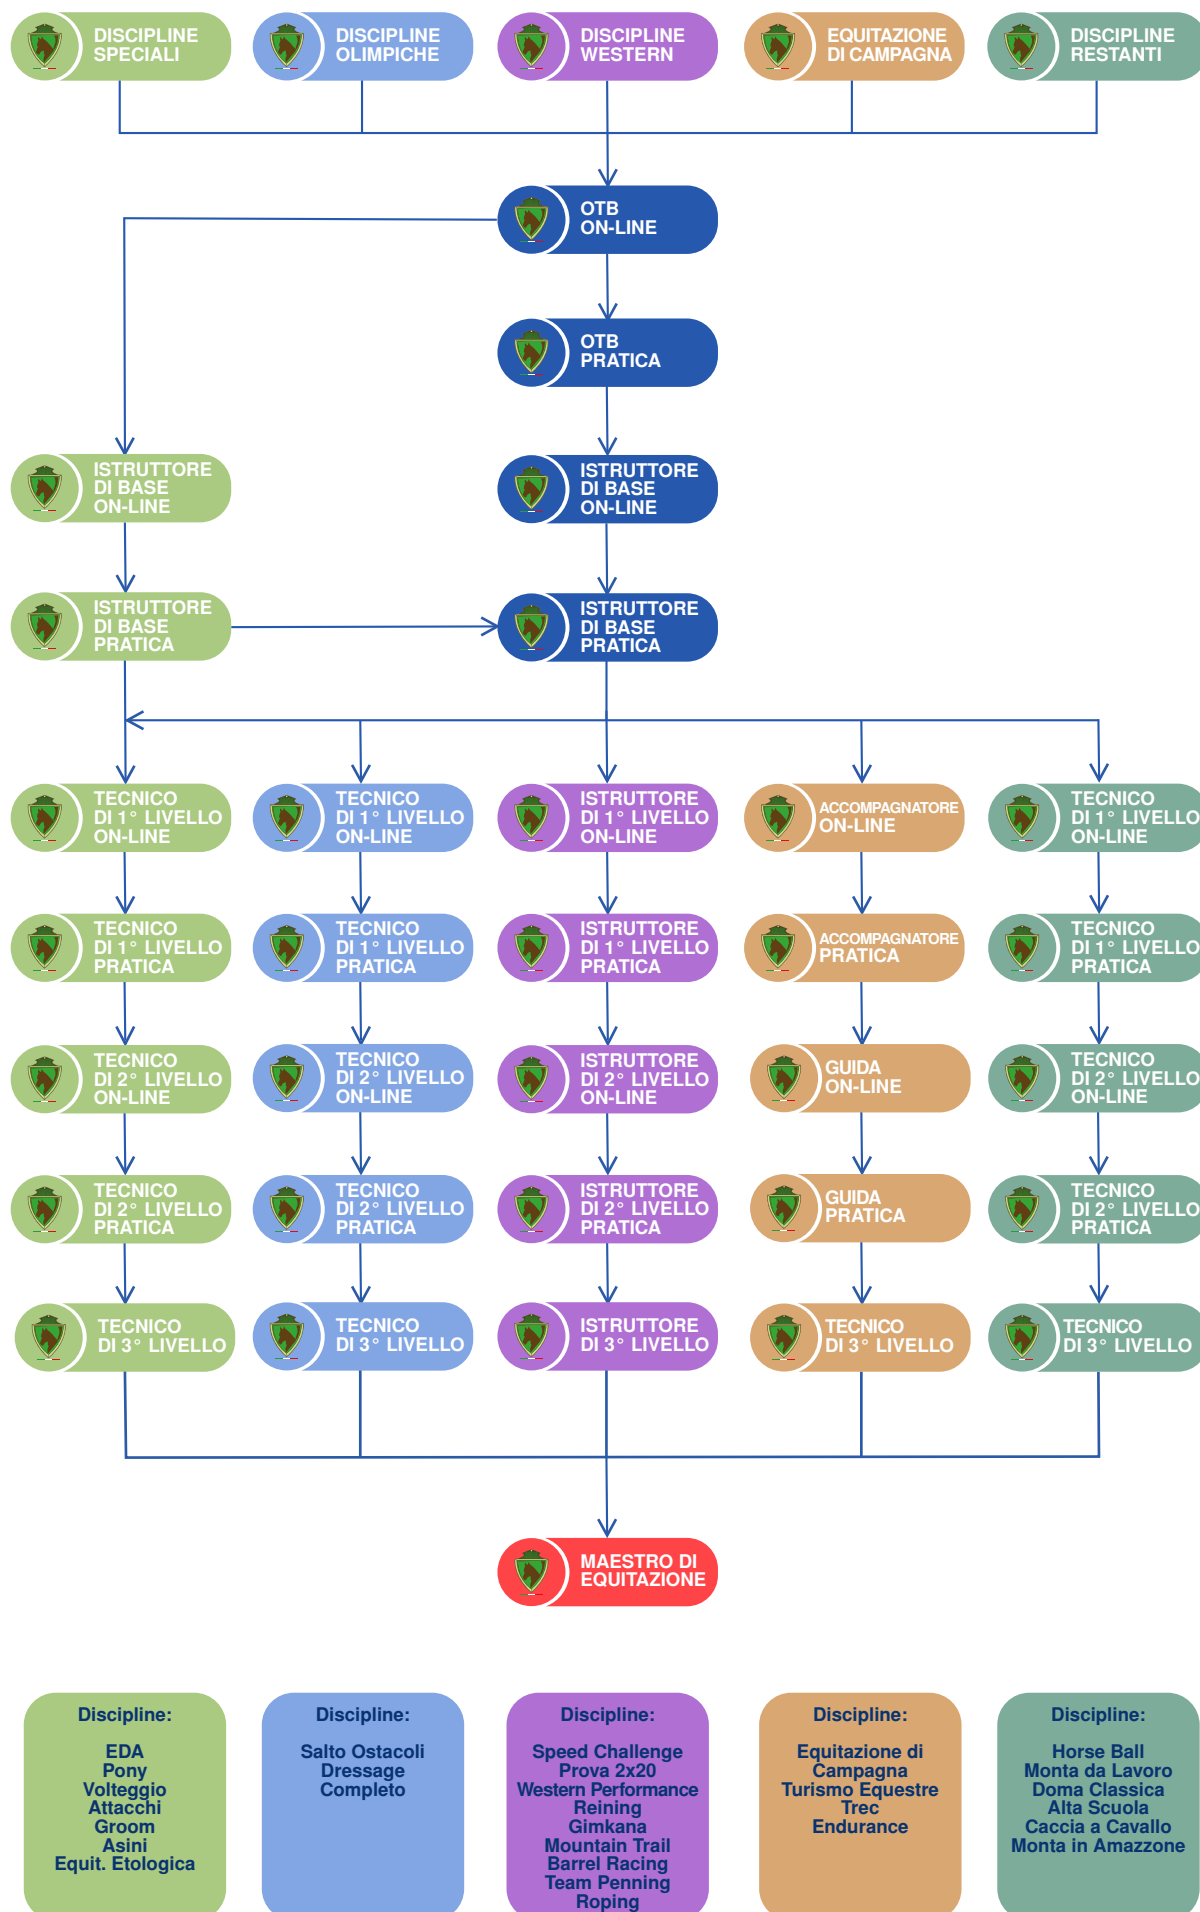 DISCIPLINE
SPECIALI
DISCIPLINE
OLIMPICHE
DISCIPLINE
WESTERN
EQUITAZIONE
DI CAMPAGNA
DISCIPLINE
RESTANTI
OTB
ON-LINE
OTB
PRATICA
ISTRUTTORE
DI BASE
ON-LINE
ISTRUTTORE
DI BASE
ON-LINE
ISTRUTTORE
DI BASE
PRATICA
ISTRUTTORE
DI BASE
PRATICA
TECNICO
DI 1° LIVELLO
ON-LINE
TECNICO
DI 1° LIVELLO
ON-LINE
ISTRUTTORE
DI 1° LIVELLO
ON-LINE
ACCOMPAGNATORE
ON-LINE
TECNICO
DI 1° LIVELLO
ON-LINE
TECNICO
DI 1° LIVELLO
PRATICA
TECNICO
DI 1° LIVELLO
PRATICA
ISTRUTTORE
DI 1° LIVELLO
PRATICA
ACCOMPAGNATORE
PRATICA
TECNICO
DI 1° LIVELLO
PRATICA
TECNICO
DI 2° LIVELLO
ON-LINE
TECNICO
DI 2° LIVELLO
ON-LINE
ISTRUTTORE
DI 2° LIVELLO
ON-LINE
GUIDA
ON-LINE
TECNICO
DI 2° LIVELLO
ON-LINE
TECNICO
DI 2° LIVELLO
PRATICA
TECNICO
DI 2° LIVELLO
PRATICA
ISTRUTTORE
DI 2° LIVELLO
PRATICA
GUIDA
PRATICA
TECNICO
DI 2° LIVELLO
PRATICA
TECNICO
DI 3° LIVELLO
TECNICO
DI 3° LIVELLO
ISTRUTTORE
DI 3° LIVELLO
TECNICO
DI 3° LIVELLO
TECNICO
DI 3° LIVELLO
MAESTRO DI
EQUITAZIONE
Discipline:
EDA
Pony
Volteggio
Attacchi
Groom
Asini
Equit. Etologica
Discipline:
Salto Ostacoli
Dressage
Completo
Discipline:
Speed Challenge
Prova 2x20
Western Performance
Reining
Gimkana
Mountain Trail
Barrel Racing
Team Penning
Roping
Discipline:
Equitazione di
Campagna
Turismo Equestre
Trec
Endurance
Discipline:
Horse Ball
Monta da Lavoro
Doma Classica
Alta Scuola
Caccia a Cavallo
Monta in Amazzone